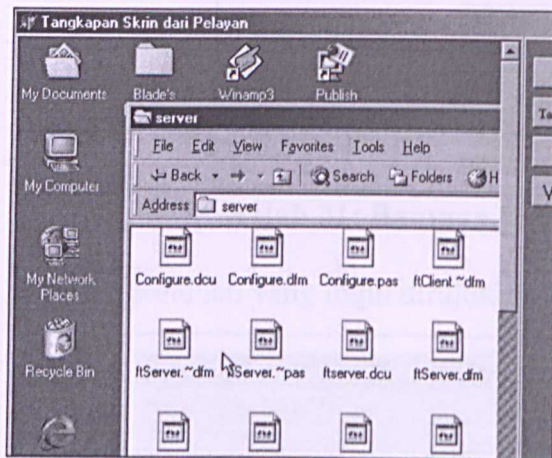 Tangkapan Skrin dari Pelayan
My Documents Blade's Winamp3 Publish
server
File Edit View Favorites Tools Help
My Computer
Back Search Folders H
Address server
My Network Places
Configure.dcu Configure.dfm Configure.pas ftClient.~dfm
Recycle Bin
ftServer.~dfm ftServer.~pas ftserver.dcu ftServer.dfm